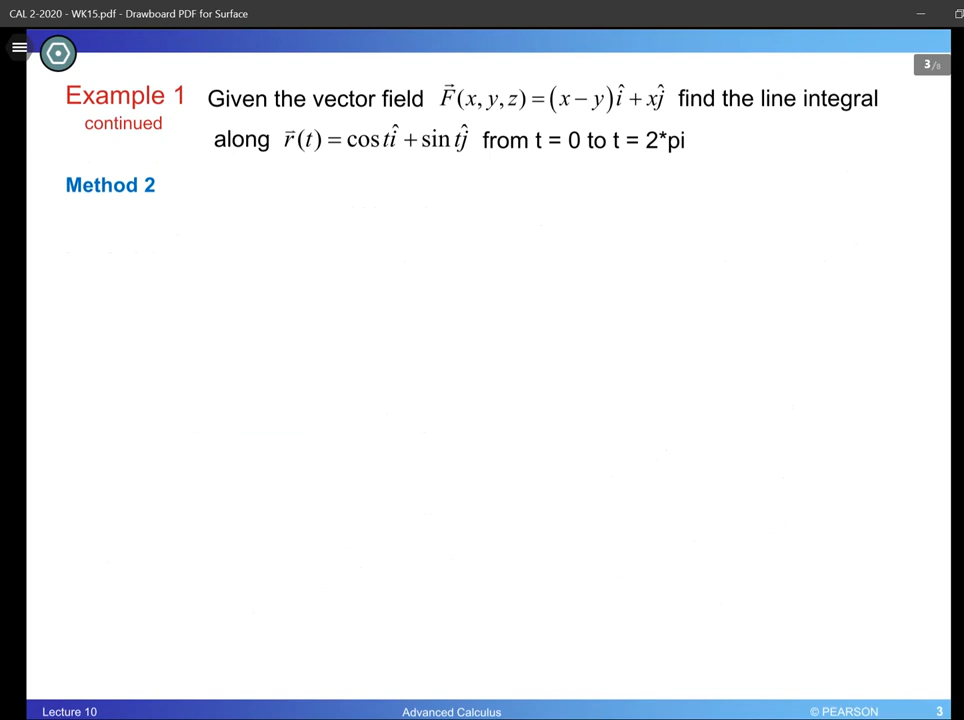 CAL 2-2020 - WK15.pdf - Drawboard PDF for Surface
3/8
Example 1 Given the vector field F⃗(x, y, z) = (x − y)î + xĵ find the line integral
continued
along r⃗(t) = cos tî + sin tĵ from t = 0 to t = 2*pi
Method 2
Lecture 10 Advanced Calculus © PEARSON 3